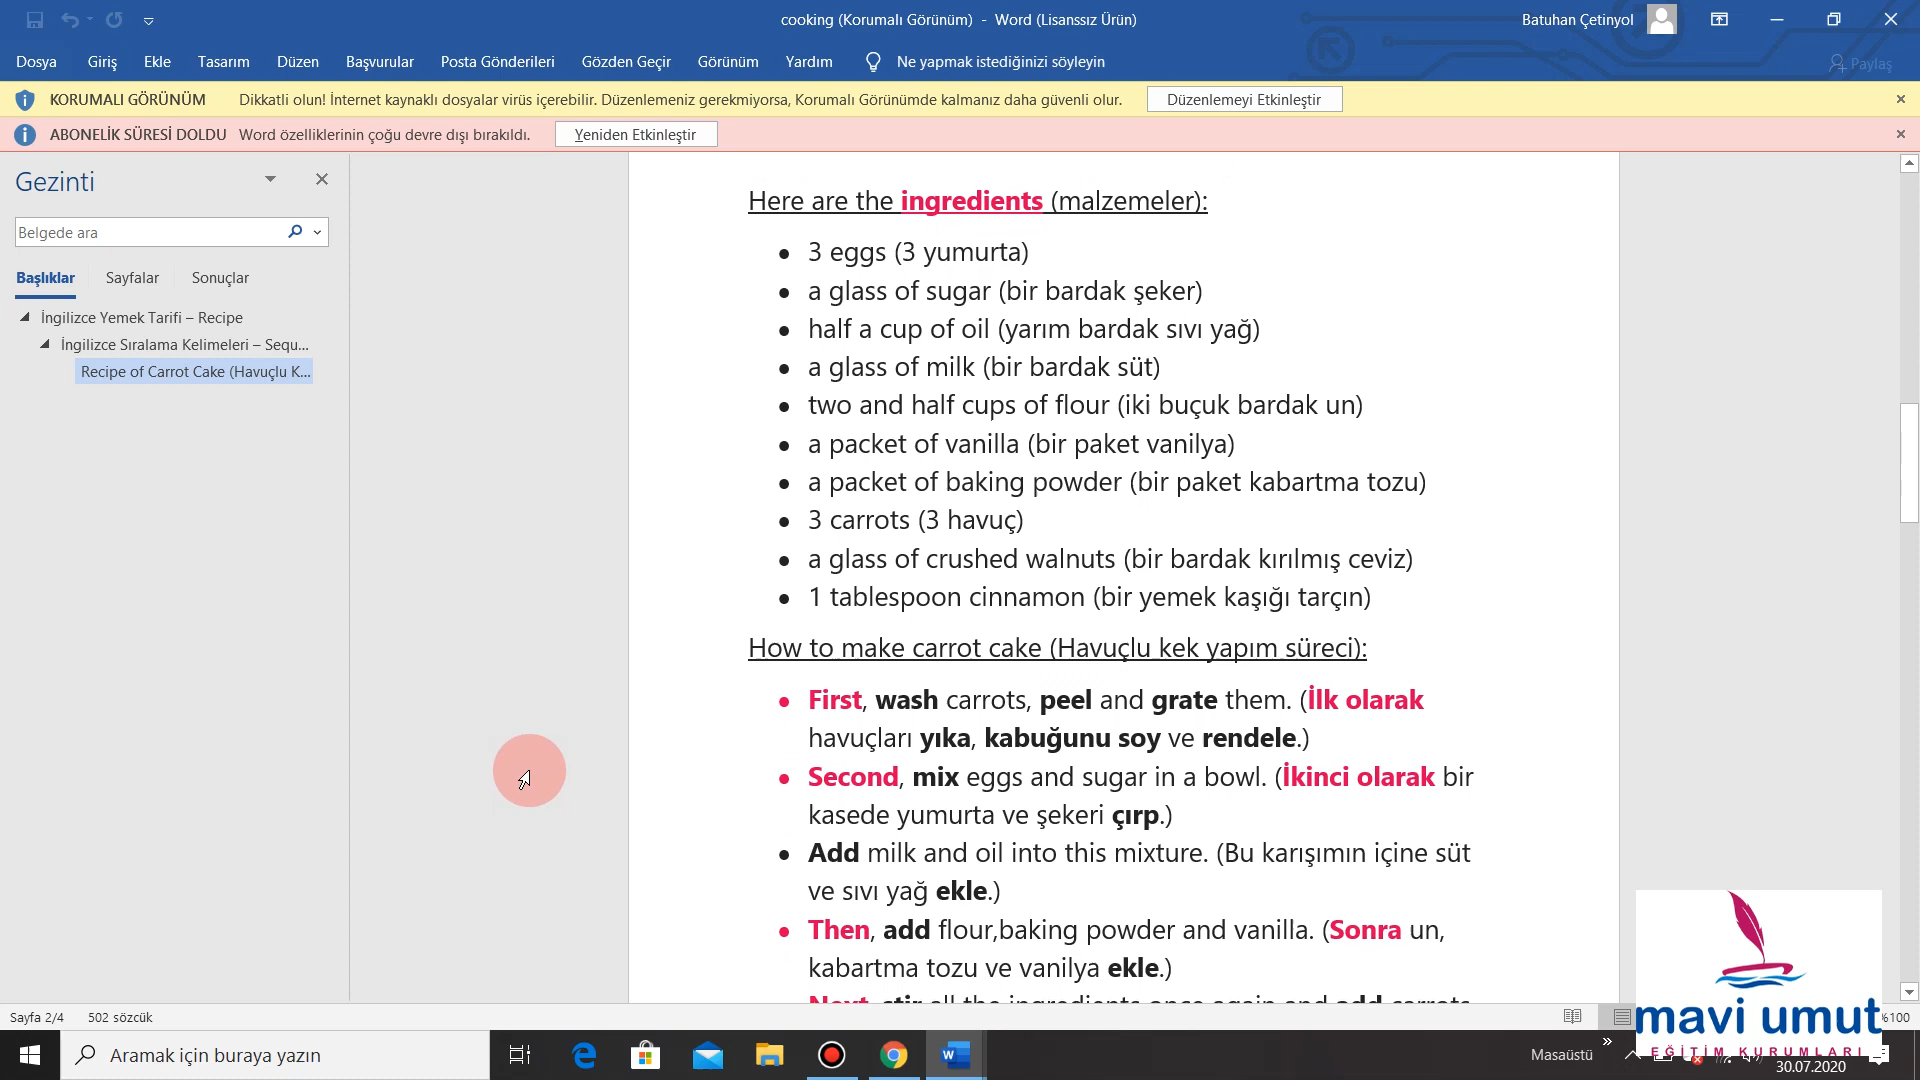 cooking (Korumalı Görünüm) - Word (Lisanssız Ürün)
Batuhan Çetinyol
Dosya Giriş Ekle Tasarım Düzen Başvurular Posta Gönderileri Gözden Geçir Görünüm Yardım Ne yapmak istediğinizi söyleyin Paylaş
KORUMALI GÖRÜNÜM Dikkatli olun! İnternet kaynaklı dosyalar virüs içerebilir. Düzenlemeniz gerekmiyorsa, Korumalı Görünümde kalmanız daha güvenli olur. Düzenlemeyi Etkinleştir
ABONELİK SÜRESİ DOLDU Word özelliklerinin çoğu devre dışı bırakıldı. Yeniden Etkinleştir
Gezinti
Belgede ara
Başlıklar Sayfalar Sonuçlar
İngilizce Yemek Tarifi – Recipe
İngilizce Sıralama Kelimeleri – Sequ...
Recipe of Carrot Cake (Havuçlu K...
Here are the ingredients (malzemeler):
• 3 eggs (3 yumurta)
• a glass of sugar (bir bardak şeker)
• half a cup of oil (yarım bardak sıvı yağ)
• a glass of milk (bir bardak süt)
• two and half cups of flour (iki buçuk bardak un)
• a packet of vanilla (bir paket vanilya)
• a packet of baking powder (bir paket kabartma tozu)
• 3 carrots (3 havuç)
• a glass of crushed walnuts (bir bardak kırılmış ceviz)
• 1 tablespoon cinnamon (bir yemek kaşığı tarçın)
How to make carrot cake (Havuçlu kek yapım süreci):
• First, wash carrots, peel and grate them. (İlk olarak
havuçları yıka, kabuğunu soy ve rendele.)
• Second, mix eggs and sugar in a bowl. (İkinci olarak bir
kasede yumurta ve şekeri çırp.)
• Add milk and oil into this mixture. (Bu karışımın içine süt
ve sıvı yağ ekle.)
• Then, add flour,baking powder and vanilla. (Sonra un,
kabartma tozu ve vanilya ekle.)
Next, stir all the ingredients once again and add carrots
mavi umut
EĞİTİM KURUMLARI
Sayfa 2/4 502 sözcük
%100
Aramak için buraya yazın
Masaüstü
30.07.2020